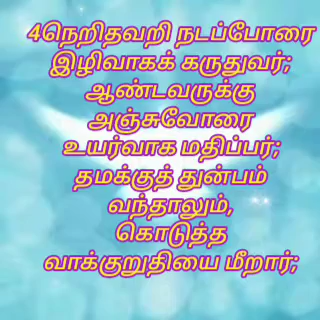 4நெறிதவறி நடப்போரை
இழிவாகக் கருதுவர்;
ஆண்டவருக்கு
அஞ்சுவோரை
உயர்வாக மதிப்பர்;
தமக்குத் துன்பம்
வந்தாலும்,
கொடுத்த
வாக்குறுதியை மீறார்;